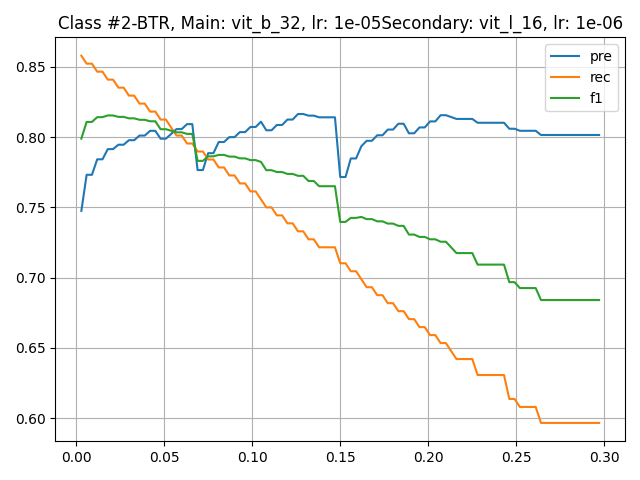 Class #2-BTR, Main: vit_b_32, lr: 1e-05Secondary: vit_l_16, lr: 1e-06
pre
rec
f1
0.85
0.80
0.75
0.70
0.65
0.60
0.00 0.05 0.10 0.15 0.20 0.25 0.30